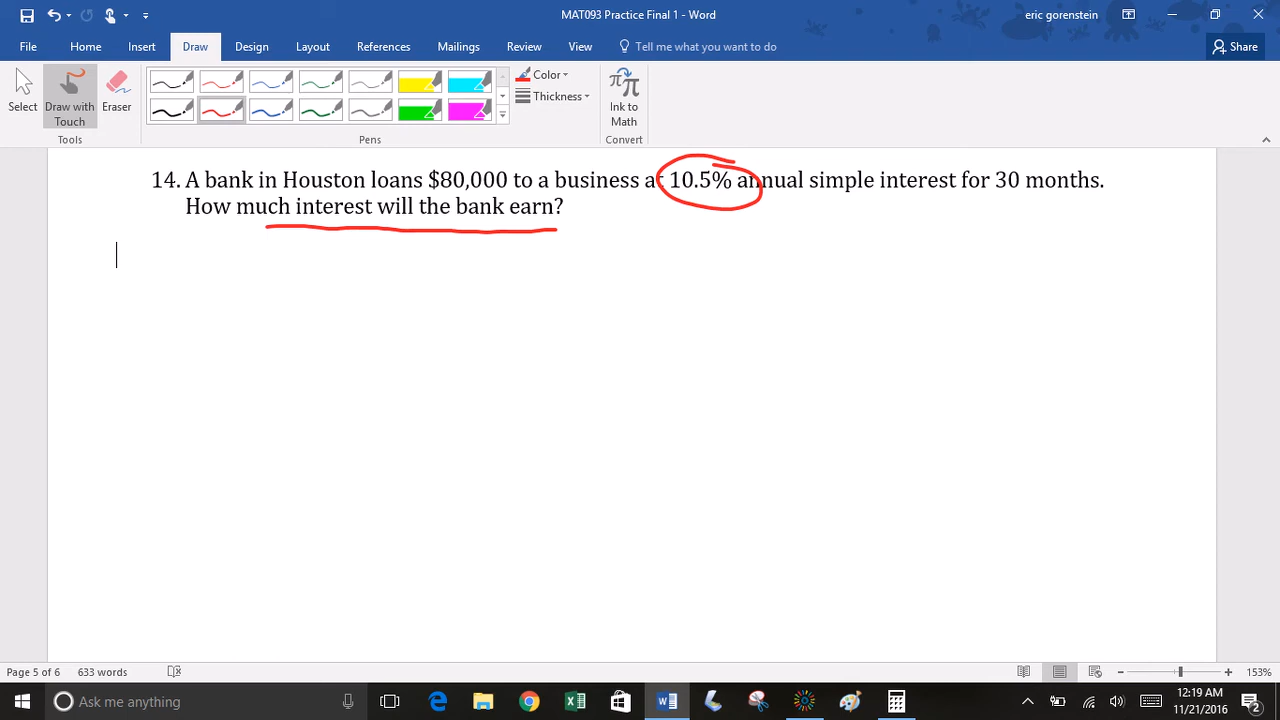 MAT093 Practice Final 1 - Word
eric gorenstein
File Home Insert Draw Design Layout References Mailings Review View Tell me what you want to do Share
Select
Draw with Touch
Eraser
Color
Thickness
Ink to Math
Tools Pens Convert
14. A bank in Houston loans $80,000 to a business at 10.5% annual simple interest for 30 months.
How much interest will the bank earn?
Page 5 of 6 633 words 153%
Ask me anything
12:19 AM
11/21/2016
2